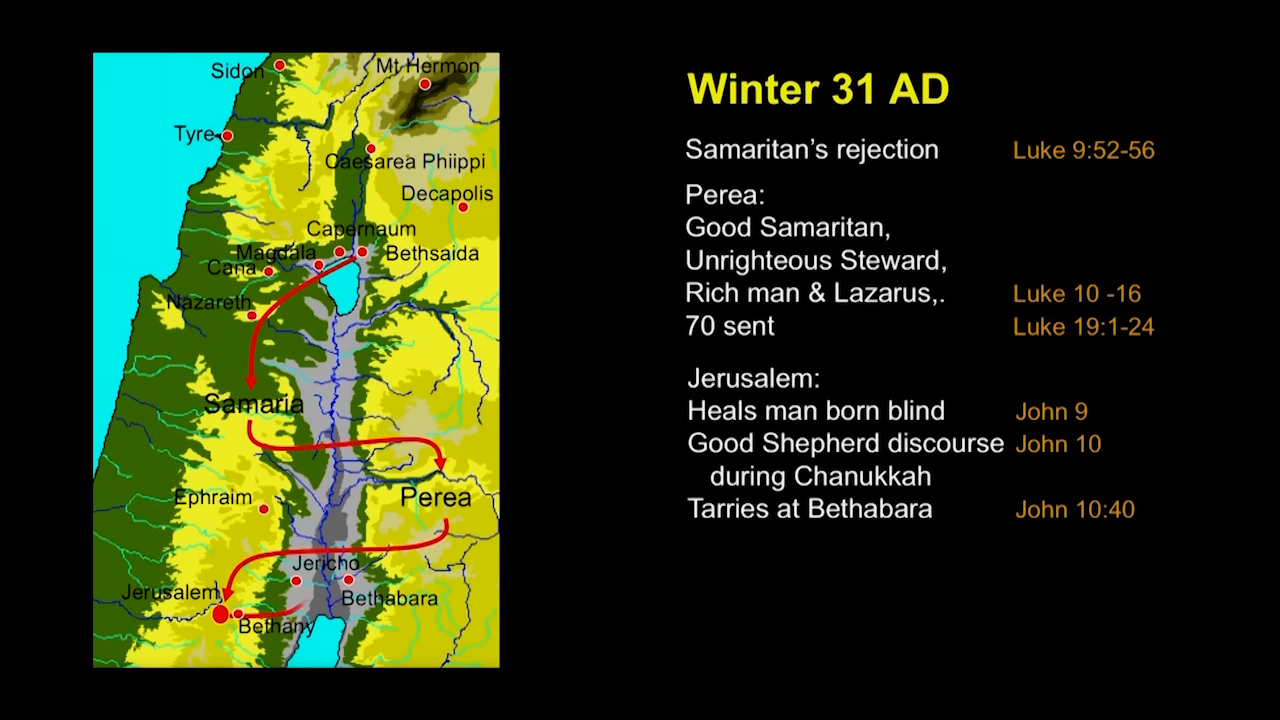 Sidon
Mt Hermon
Tyre
Caesarea Phiippi
Decapolis
Capernaum
Magdala
Bethsaida
Cana
Nazareth
Samaria
Ephraim
Perea
Jericho
Jerusalem
Bethabara
Bethany
Winter 31 AD
Samaritan's rejection Luke 9:52-56
Perea:
Good Samaritan,
Unrighteous Steward,
Rich man & Lazarus,. Luke 10 -16
70 sent Luke 19:1-24
Jerusalem:
Heals man born blind John 9
Good Shepherd discourse John 10
during Chanukkah
Tarries at Bethabara John 10:40